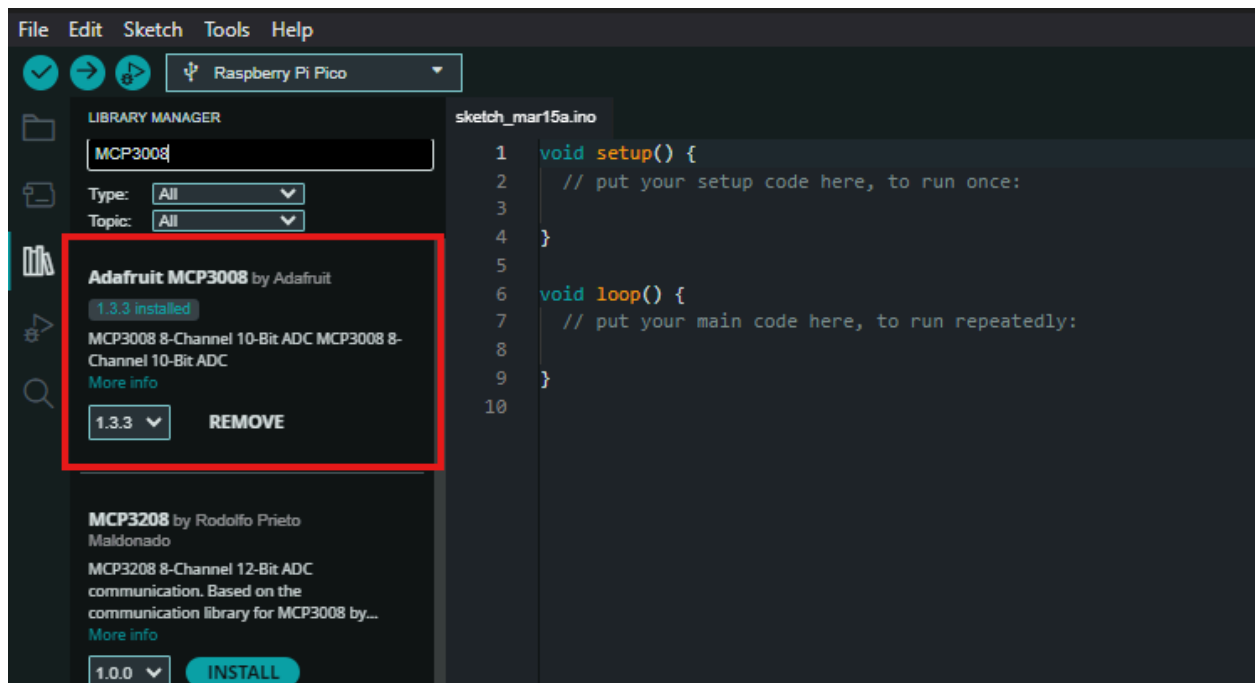 File Edit Sketch Tools Help
Raspberry Pi Pico
LIBRARY MANAGER
MCP3008
Type: All
Topic: All
Adafruit MCP3008 by Adafruit
1.3.3 installed
MCP3008 8-Channel 10-Bit ADC MCP3008 8-
Channel 10-Bit ADC
More info
1.3.3 REMOVE
MCP3208 by Rodolfo Prieto
Maldonado
MCP3208 8-Channel 12-Bit ADC
communication. Based on the
communication library for MCP3008 by...
More info
1.0.0 INSTALL
sketch_mar15a.ino
1 void setup() {
2 // put your setup code here, to run once:
3
4 }
5
6 void loop() {
7 // put your main code here, to run repeatedly:
8
9 }
10